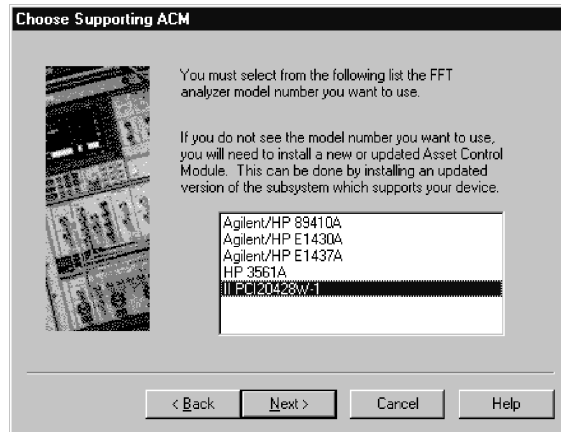 Choose Supporting ACM
You must select from the following list the FFT
analyzer model number you want to use.
If you do not see the model number you want to use,
you will need to install a new or updated Asset Control
Module. This can be done by installing an updated
version of the subsystem which supports your device.
Agilent/HP 89410A
Agilent/HP E1430A
Agilent/HP E1437A
HP 3561A
II PCI20428W-1
< Back
Next >
Cancel
Help